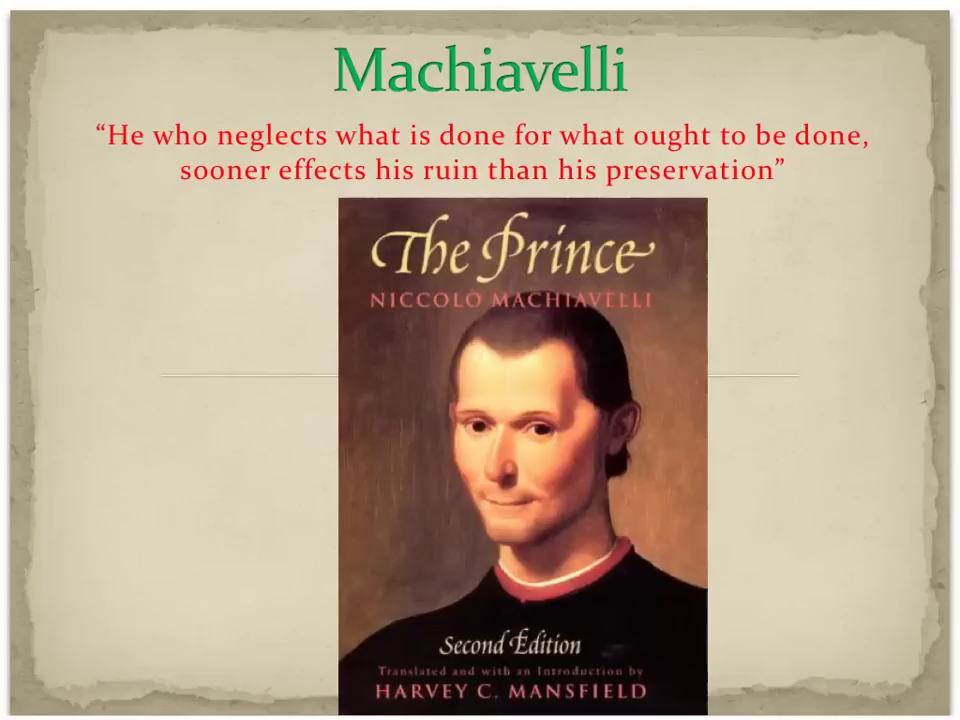 Machiavelli
“He who neglects what is done for what ought to be done,
sooner effects his ruin than his preservation”
The Prince
NICCOLÒ MACHIAVELLI
Second Edition
Translated and with an Introduction by
HARVEY C. MANSFIELD